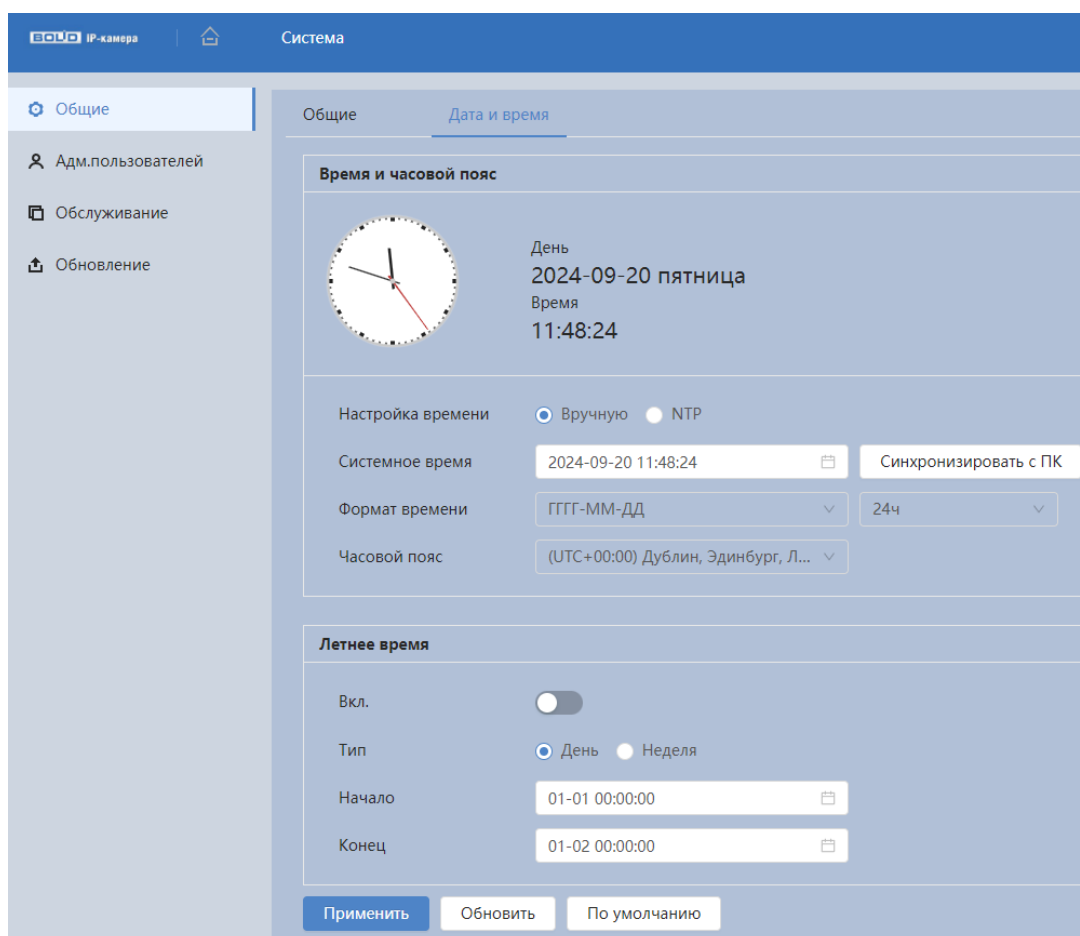 BOLID IP-камера
Система
Общие
Адм.пользователей
Обслуживание
Обновление
Общие Дата и время
Время и часовой пояс
День
2024-09-20 пятница
Время
11:48:24
Настройка времени Вручную NTP
Системное время 2024-09-20 11:48:24 Синхронизировать с ПК
Формат времени ГГГГ-ММ-ДД 24ч
Часовой пояс (UTC+00:00) Дублин, Эдинбург, Л...
Летнее время
Вкл.
Тип День Неделя
Начало 01-01 00:00:00
Конец 01-02 00:00:00
Применить Обновить По умолчанию